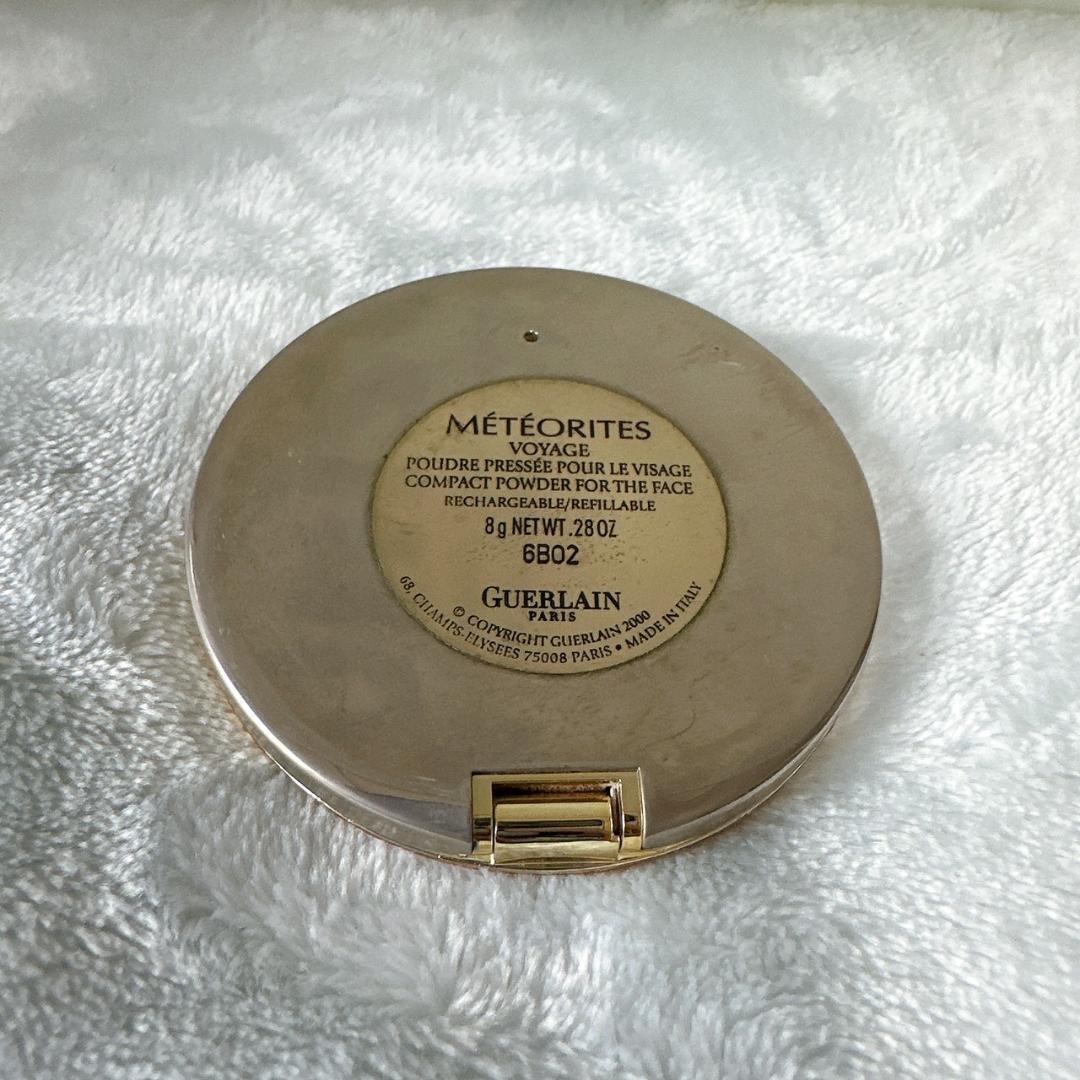 MÉTÉORITES
VOYAGE
POUDRE PRESSÉE POUR LE VISAGE
COMPACT POWDER FOR THE FACE
RECHARGEABLE/REFILLABLE
8g NET WT .28 OZ
6B02
GUERLAIN
PARIS
© COPYRIGHT GUERLAIN 2000
68, CHAMPS-ELYSEES 75008 PARIS • MADE IN ITALY